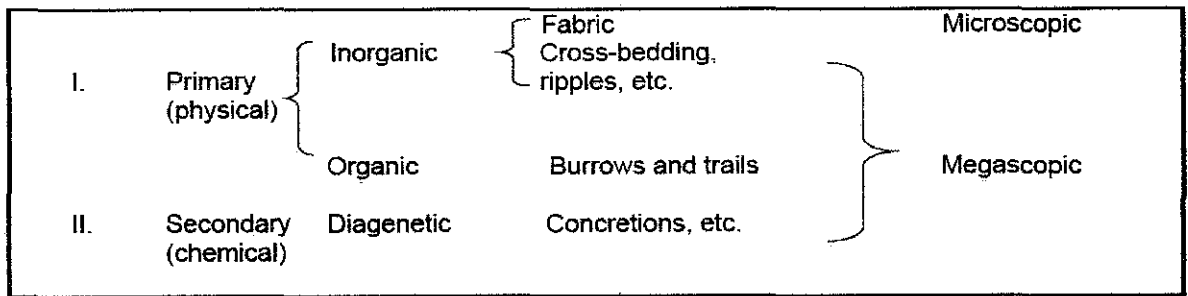 Fabric Microscopic
Inorganic Cross-bedding,
I. Primary ripples, etc.
(physical)
Organic Burrows and trails Megascopic
II. Secondary Diagenetic Concretions, etc.
(chemical)